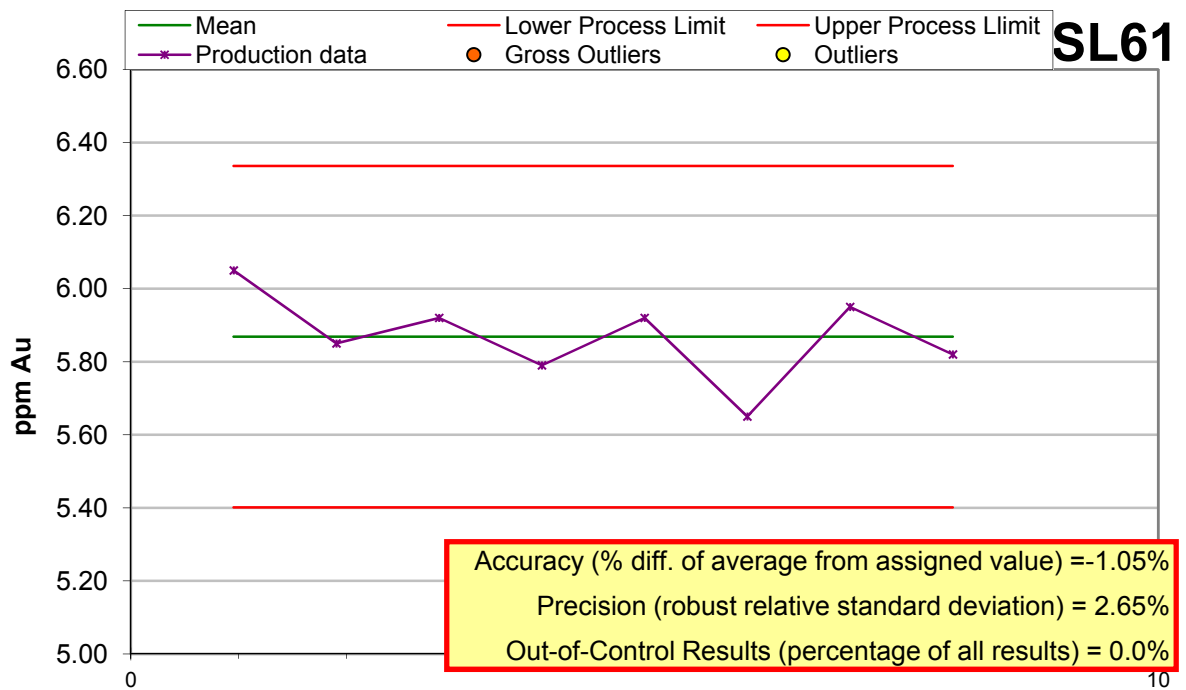 Mean
Lower Process Llimit
Upper Process Llimit
Production data
Gross Outliers
Outliers
SL61
6.60
6.40
6.20
6.00
5.80
5.60
5.40
5.20
5.00
ppm Au
Accuracy (% diff. of average from assigned value) =-1.05%
Precision (robust relative standard deviation) = 2.65%
Out-of-Control Results (percentage of all results) = 0.0%
0
10